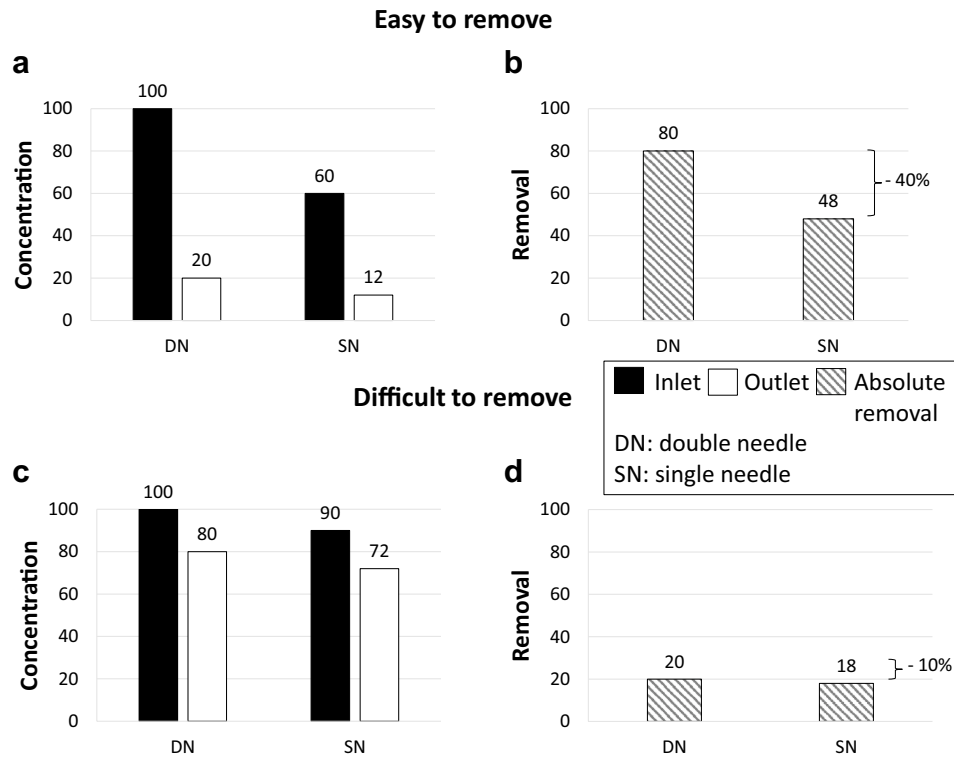 Easy to remove
a
100
100
80
60
60
40
20
20
12
0
Concentration
DN
SN
b
100
80
80
60
48
- 40%
40
20
0
Removal
DN
SN
Inlet Outlet Absolute
removal
DN: double needle
SN: single needle
Difficult to remove
c
100
100
90
80
80
72
60
40
20
0
Concentration
DN
SN
d
100
80
60
40
20
20
18
- 10%
0
Removal
DN
SN